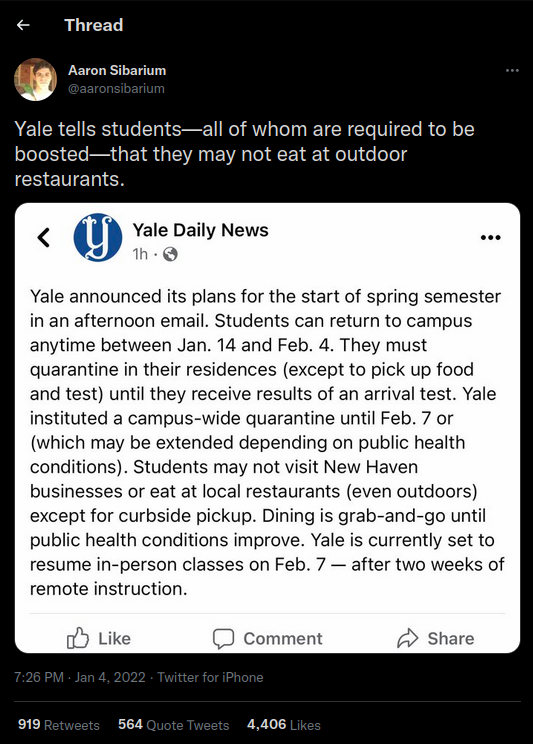 Thread
Aaron Sibarium
@aaronsibarium
Yale tells students—all of whom are required to be
boosted—that they may not eat at outdoor
restaurants.
Yale Daily News
1h ·
Yale announced its plans for the start of spring semester
in an afternoon email. Students can return to campus
anytime between Jan. 14 and Feb. 4. They must
quarantine in their residences (except to pick up food
and test) until they receive results of an arrival test. Yale
instituted a campus-wide quarantine until Feb. 7 or
(which may be extended depending on public health
conditions). Students may not visit New Haven
businesses or eat at local restaurants (even outdoors)
except for curbside pickup. Dining is grab-and-go until
public health conditions improve. Yale is currently set to
resume in-person classes on Feb. 7 — after two weeks of
remote instruction.
Like Comment Share
7:26 PM · Jan 4, 2022 · Twitter for iPhone
919 Retweets 564 Quote Tweets 4,406 Likes